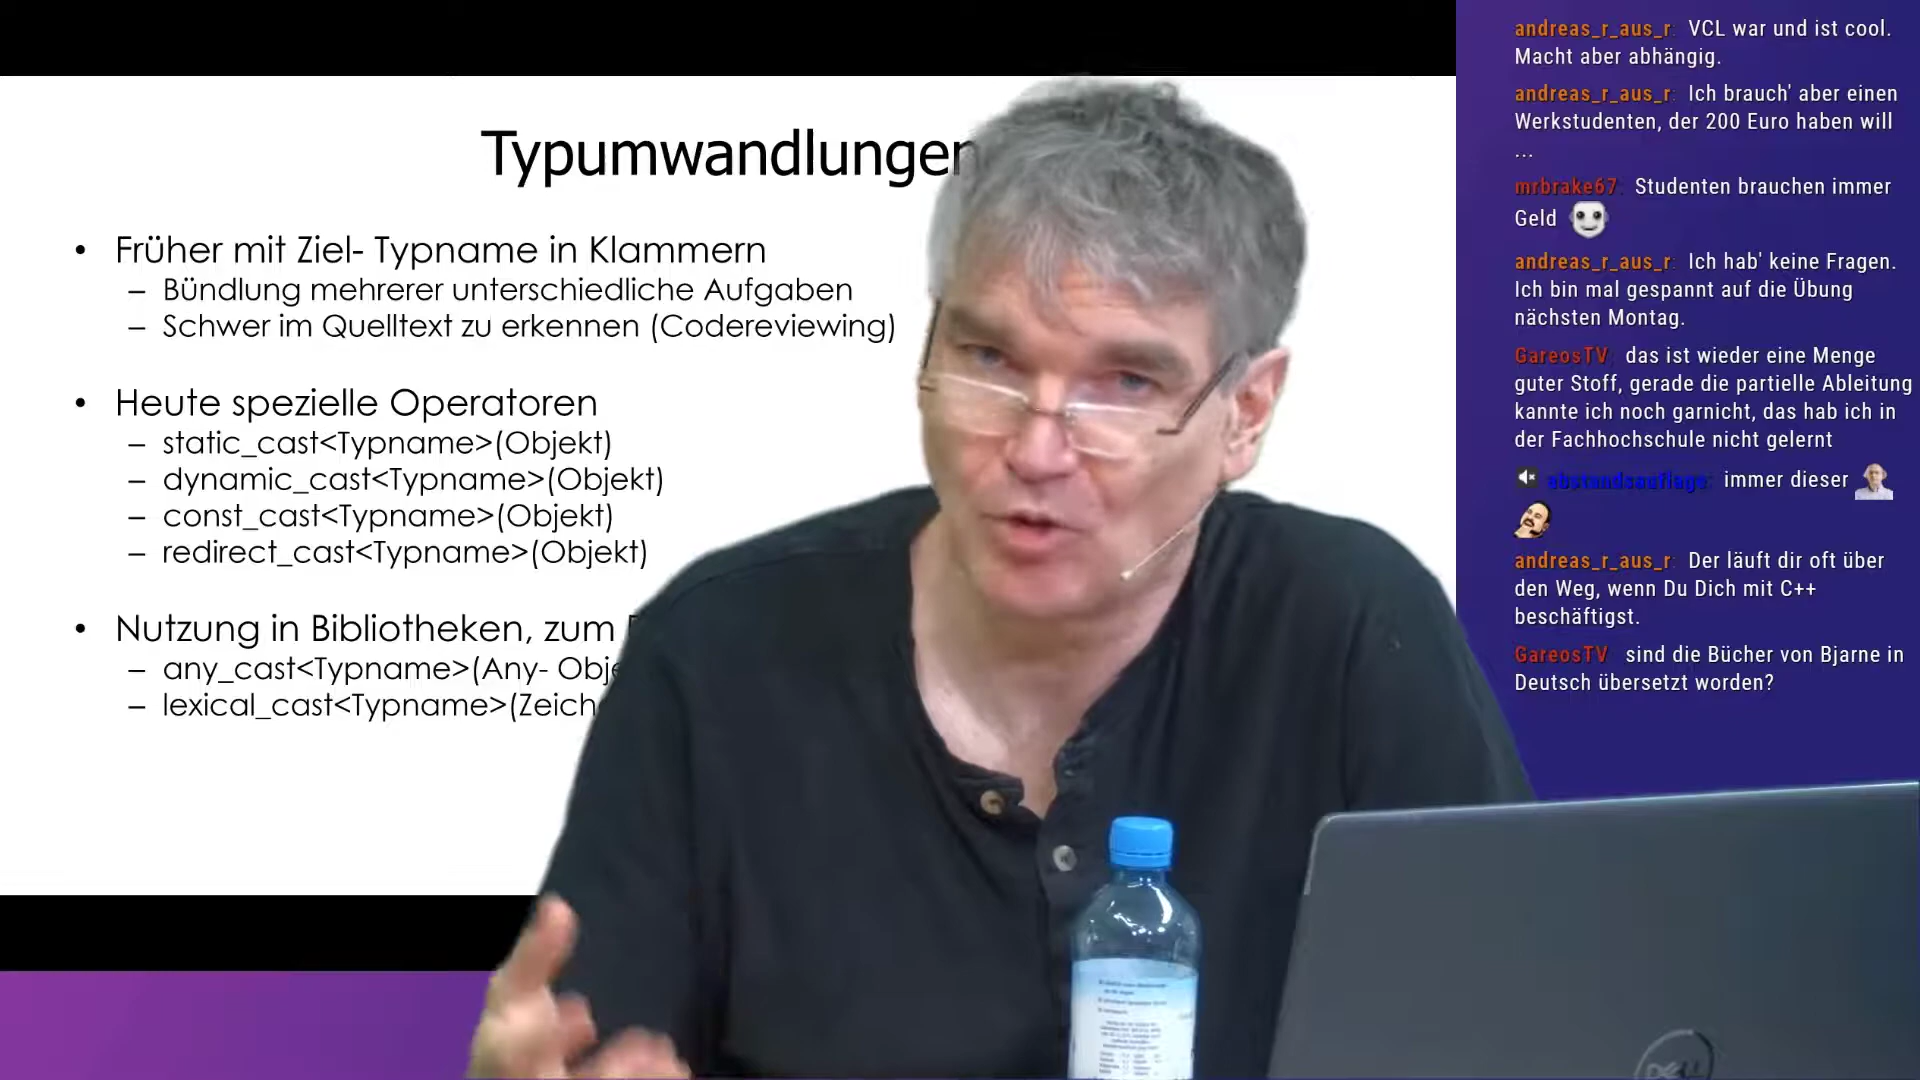 Typumwandlungen
• Früher mit Ziel- Typname in Klammern
– Bündlung mehrerer unterschiedliche Aufgaben
– Schwer im Quelltext zu erkennen (Codereviewing)
• Heute spezielle Operatoren
– static_cast<Typname>(Objekt)
– dynamic_cast<Typname>(Objekt)
– const_cast<Typname>(Objekt)
– redirect_cast<Typname>(Objekt)
• Nutzung in Bibliotheken, zum
– any_cast<Typname>(Any- Obje
– lexical_cast<Typname>(Zeich
andreas_r_aus_r: VCL war und ist cool.
Macht aber abhängig.
andreas_r_aus_r: Ich brauch' aber einen
Werkstudenten, der 200 Euro haben will
...
mrbrake67: Studenten brauchen immer
Geld
andreas_r_aus_r: Ich hab' keine Fragen.
Ich bin mal gespannt auf die Übung
nächsten Montag.
GareosTV: das ist wieder eine Menge
guter Stoff, gerade die partielle Ableitung
kannte ich noch garnicht, das hab ich in
der Fachhochschule nicht gelernt
abstandsauflage: immer dieser
andreas_r_aus_r: Der läuft dir oft über
den Weg, wenn Du Dich mit C++
beschäftigst.
GareosTV: sind die Bücher von Bjarne in
Deutsch übersetzt worden?
DELL